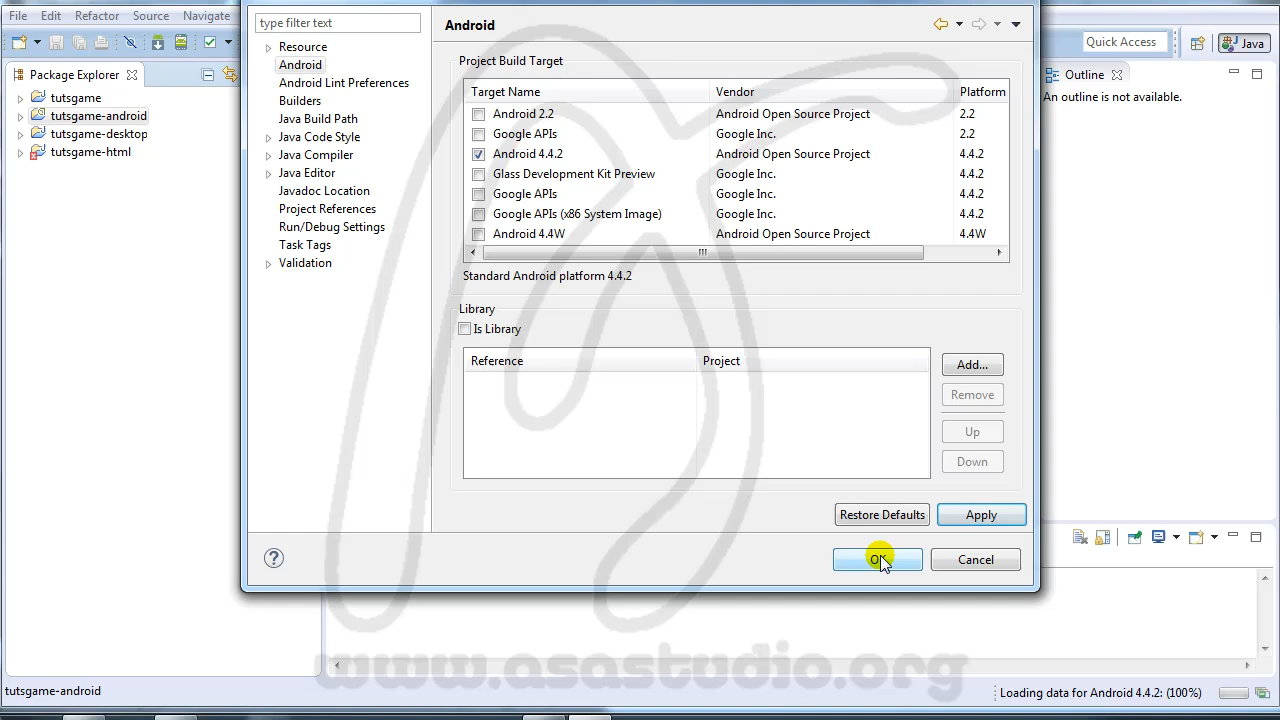 File Edit Refactor Source Navigate
type filter text
Android
Quick Access
Java
Package Explorer
tutsgame
tutsgame-android
tutsgame-desktop
tutsgame-html
Resource
Android
Android Lint Preferences
Builders
Java Build Path
Java Code Style
Java Compiler
Java Editor
Javadoc Location
Project References
Run/Debug Settings
Task Tags
Validation
Project Build Target
Target Name Vendor Platform
Android 2.2 Android Open Source Project 2.2
Google APIs Google Inc. 2.2
Android 4.4.2 Android Open Source Project 4.4.2
Glass Development Kit Preview Google Inc. 4.4.2
Google APIs Google Inc. 4.4.2
Google APIs (x86 System Image) Google Inc. 4.4.2
Android 4.4W Android Open Source Project 4.4W
Standard Android platform 4.4.2
Library
Is Library
Reference Project
Add...
Remove
Up
Down
Restore Defaults Apply
OK Cancel
Outline
An outline is not available.
www.asastudio.org
tutsgame-android
Loading data for Android 4.4.2: (100%)